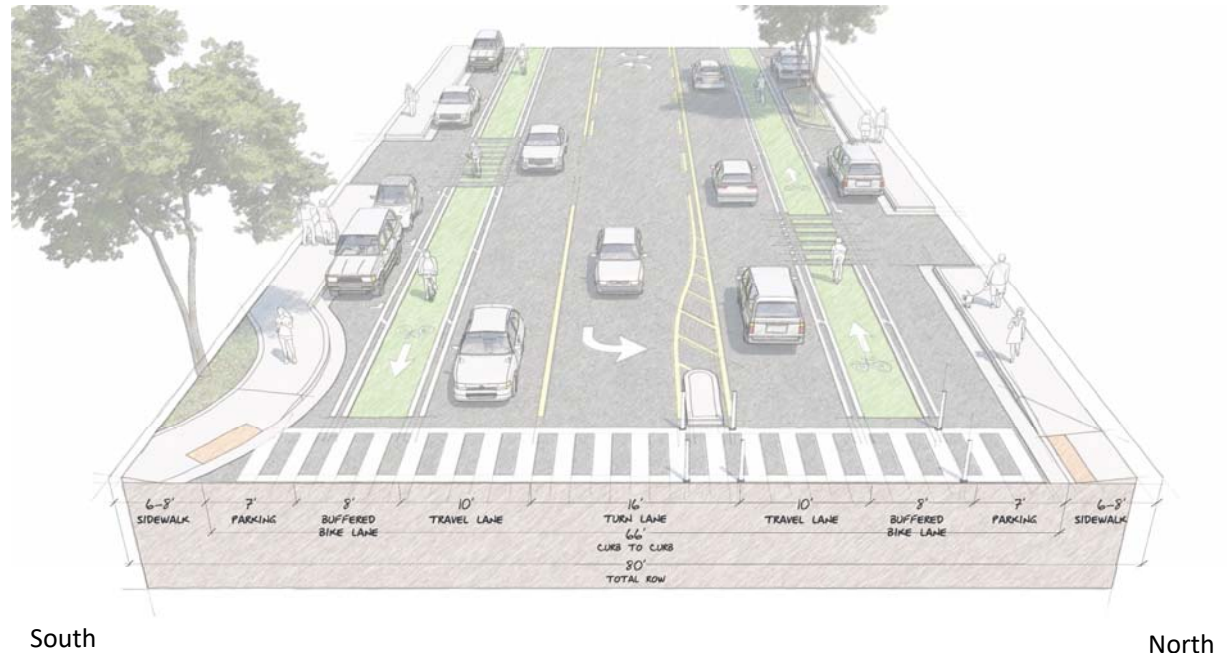 6-8'
SIDEWALK
7'
PARKING
8'
BUFFERED
BIKE LANE
10'
TRAVEL LANE
16'
TURN LANE
10'
TRAVEL LANE
8'
BUFFERED
BIKE LANE
7'
PARKING
6-8'
SIDEWALK
66'
CURB TO CURB
80'
TOTAL ROW
South
North